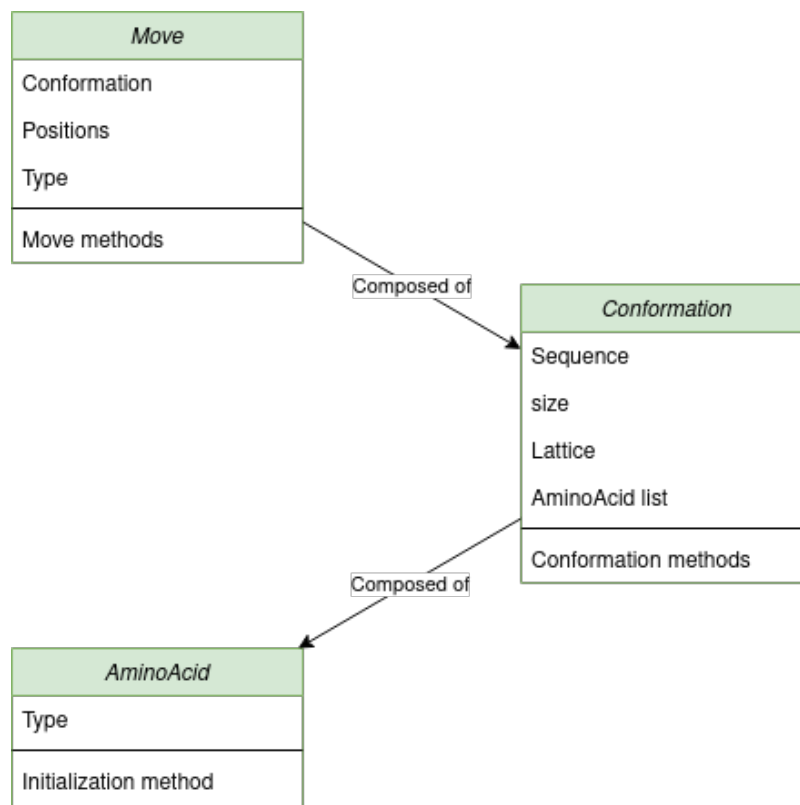 Move
Conformation
Positions
Type
Move methods
Composed of
Conformation
Sequence
size
Lattice
AminoAcid list
Conformation methods
Composed of
AminoAcid
Type
Initialization method